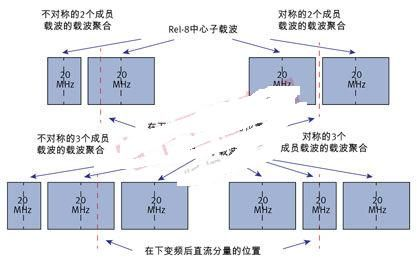 不对称的2个成员
载波的载波聚合
Rel-8中心子载波
对称的2个成员
载波的载波聚合
20
MHz
20
MHz
20
MHz
20
MHz
在下
不对称的3个成员
载波的载波聚合
载波
对称的3个
成员载波的载波聚合
20
MHz
20
MHz
20
MHz
20
MHz
20
MHz
20
MHz
在下变频后直流分量的位置